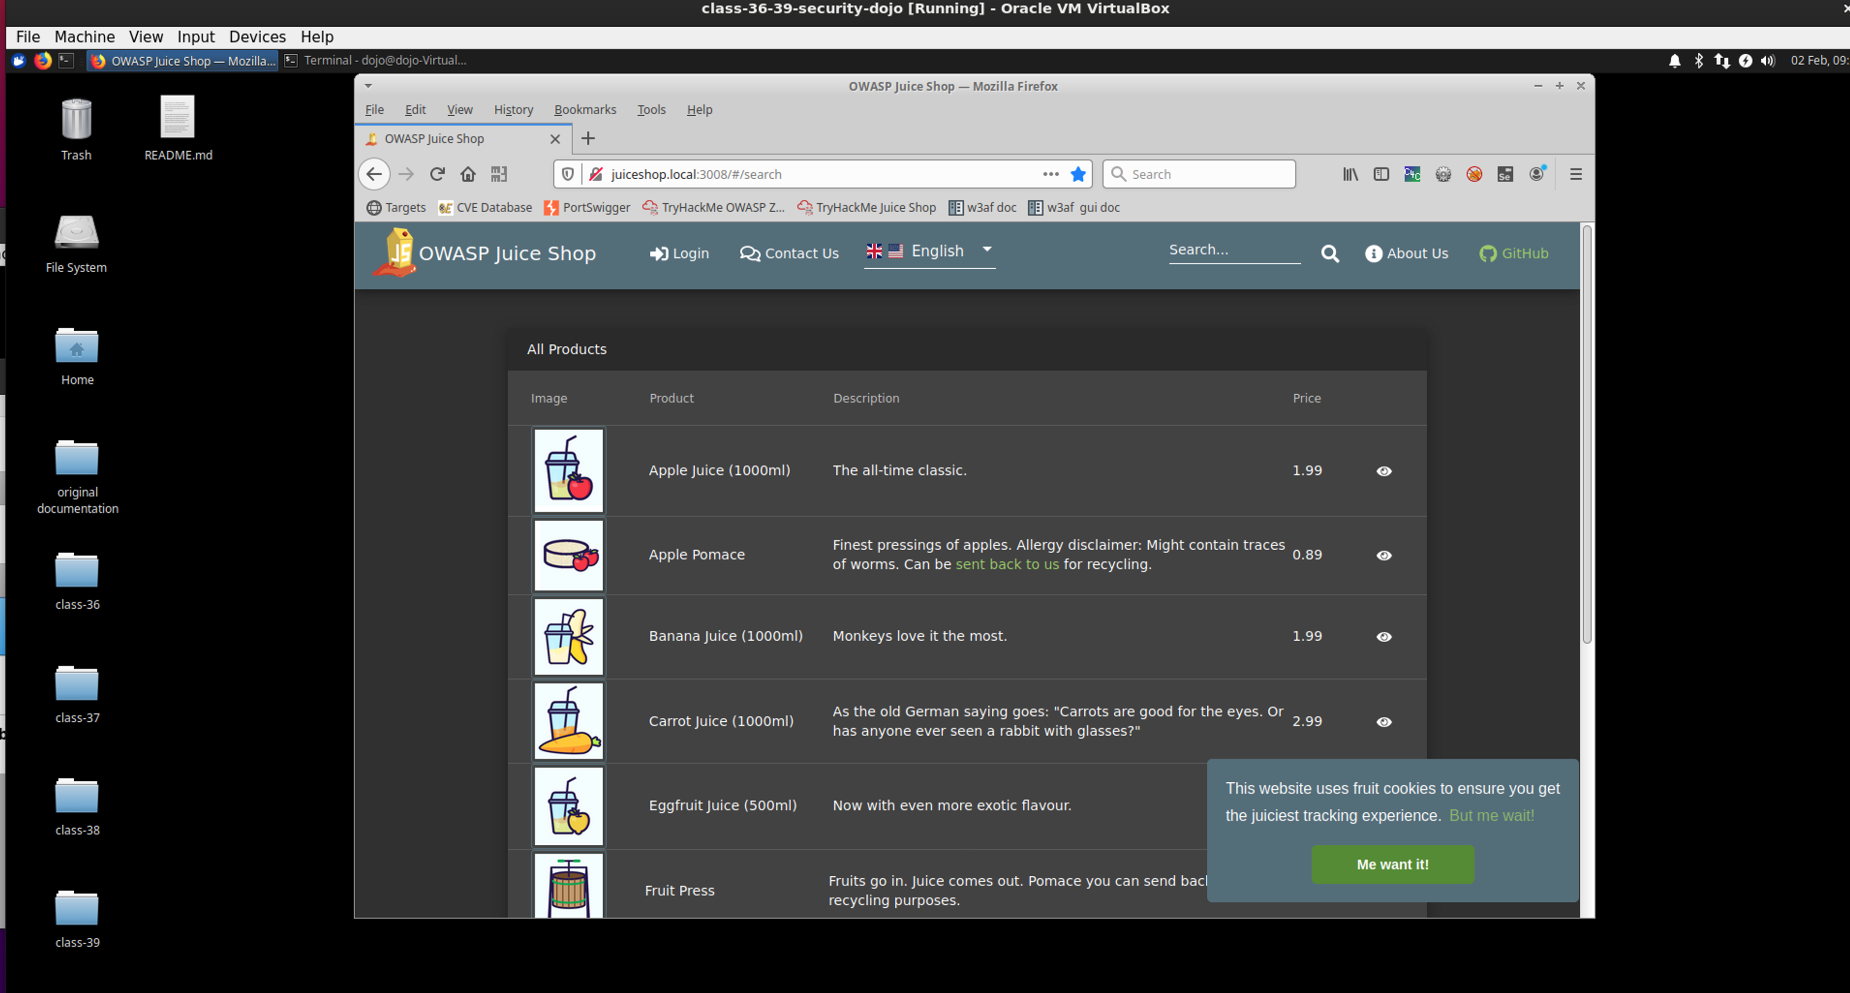 class-36-39-security-dojo [Running] - Oracle VM VirtualBox
File Machine View Input Devices Help
OWASP Juice Shop — Mozilla... Terminal - dojo@dojo-Virtual... 02 Feb, 09:
OWASP Juice Shop — Mozilla Firefox
File Edit View History Bookmarks Tools Help
OWASP Juice Shop
juiceshop.local:3008/#/search Search
Targets CVE Database PortSwigger TryHackMe OWASP Z... TryHackMe Juice Shop w3af doc w3af gui doc
OWASP Juice Shop Login Contact Us English Search... About Us GitHub
All Products
Image Product Description Price
Apple Juice (1000ml) The all-time classic. 1.99
Apple Pomace Finest pressings of apples. Allergy disclaimer: Might contain traces 0.89
of worms. Can be sent back to us for recycling.
Banana Juice (1000ml) Monkeys love it the most. 1.99
Carrot Juice (1000ml) As the old German saying goes: "Carrots are good for the eyes. Or 2.99
has anyone ever seen a rabbit with glasses?"
Eggfruit Juice (500ml) Now with even more exotic flavour.
Fruit Press Fruits go in. Juice comes out. Pomace you can send back
recycling purposes.
This website uses fruit cookies to ensure you get
the juiciest tracking experience. But me wait!
Me want it!
Trash
README.md
File System
Home
original
documentation
class-36
class-37
class-38
class-39